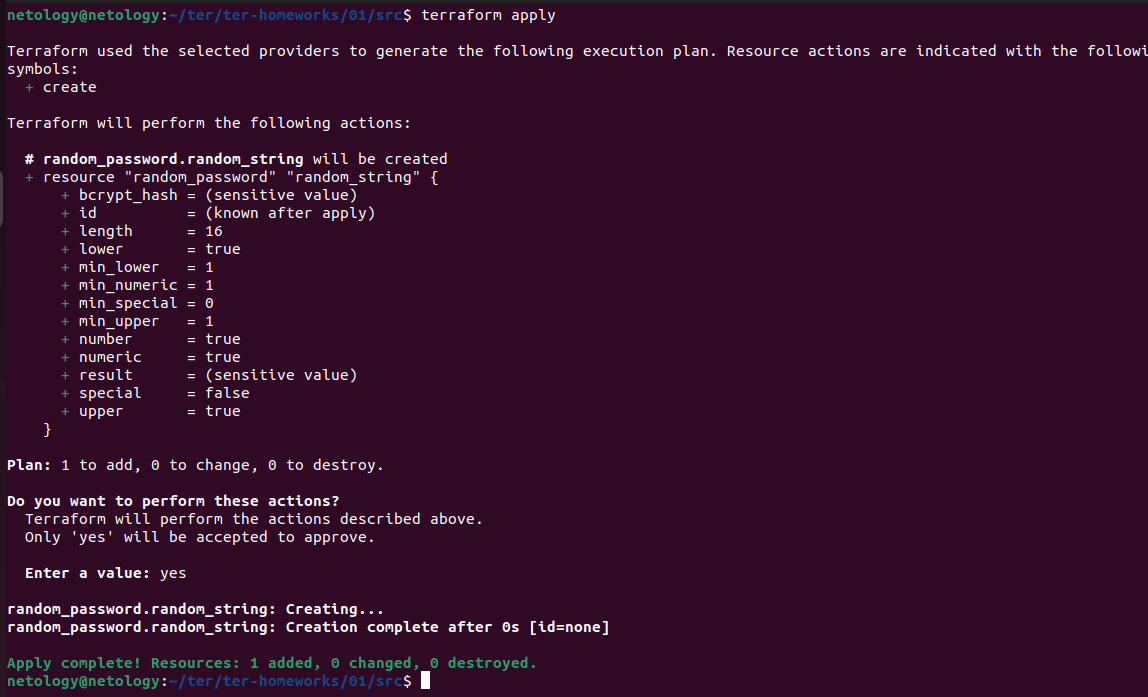 netology@netology:~/ter/ter-homeworks/01/src$ terraform apply
Terraform used the selected providers to generate the following execution plan. Resource actions are indicated with the followi
symbols:
  + create
Terraform will perform the following actions:
  # random_password.random_string will be created
  + resource "random_password" "random_string" {
      + bcrypt_hash = (sensitive value)
      + id          = (known after apply)
      + length      = 16
      + lower       = true
      + min_lower   = 1
      + min_numeric = 1
      + min_special = 0
      + min_upper   = 1
      + number      = true
      + numeric     = true
      + result      = (sensitive value)
      + special     = false
      + upper       = true
    }
Plan: 1 to add, 0 to change, 0 to destroy.
Do you want to perform these actions?
  Terraform will perform the actions described above.
  Only 'yes' will be accepted to approve.
  Enter a value: yes
random_password.random_string: Creating...
random_password.random_string: Creation complete after 0s [id=none]
Apply complete! Resources: 1 added, 0 changed, 0 destroyed.
netology@netology:~/ter/ter-homeworks/01/src$